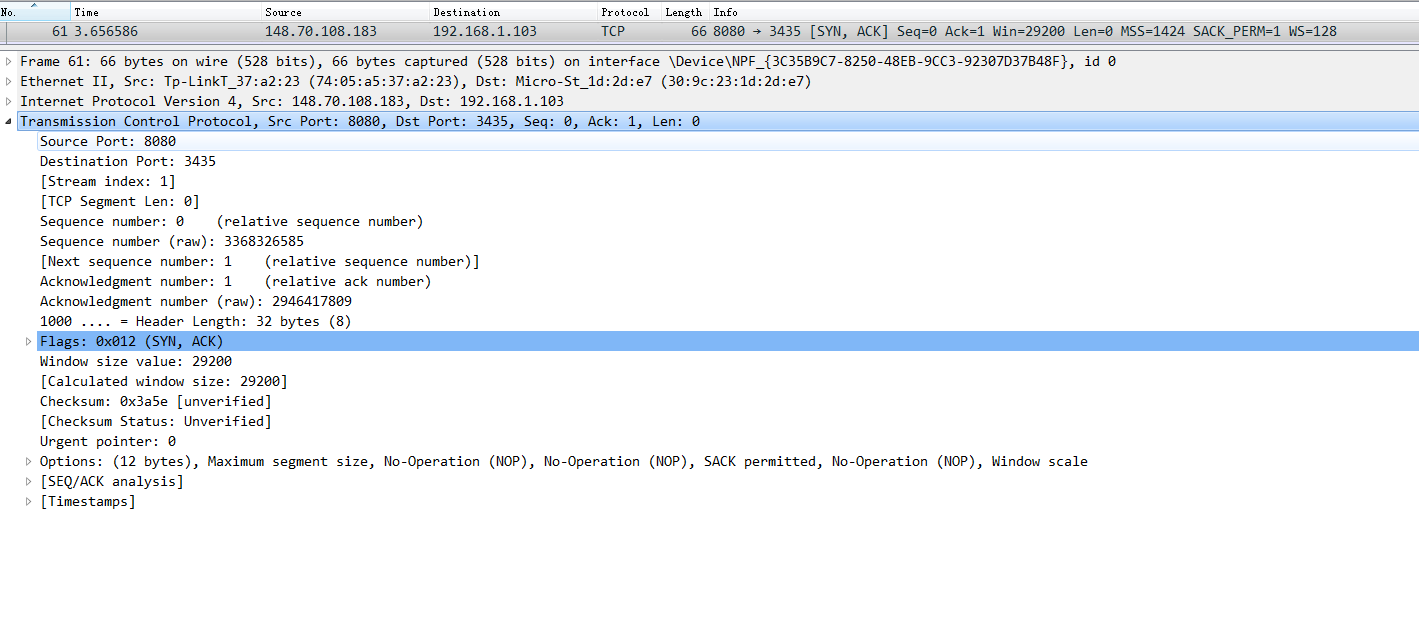 No. Time Source Destination Protocol Length Info
61 3.656586 148.70.108.183 192.168.1.103 TCP 66 8080 → 3435 [SYN, ACK] Seq=0 Ack=1 Win=29200 Len=0 MSS=1424 SACK_PERM=1 WS=128
Frame 61: 66 bytes on wire (528 bits), 66 bytes captured (528 bits) on interface \Device\NPF_{3C35B9C7-8250-48EB-9CC3-92307D37B48F}, id 0
Ethernet II, Src: Tp-LinkT_37:a2:23 (74:05:a5:37:a2:23), Dst: Micro-St_1d:2d:e7 (30:9c:23:1d:2d:e7)
Internet Protocol Version 4, Src: 148.70.108.183, Dst: 192.168.1.103
Transmission Control Protocol, Src Port: 8080, Dst Port: 3435, Seq: 0, Ack: 1, Len: 0
Source Port: 8080
Destination Port: 3435
[Stream index: 1]
[TCP Segment Len: 0]
Sequence number: 0    (relative sequence number)
Sequence number (raw): 3368326585
[Next sequence number: 1    (relative sequence number)]
Acknowledgment number: 1    (relative ack number)
Acknowledgment number (raw): 2946417809
1000 .... = Header Length: 32 bytes (8)
Flags: 0x012 (SYN, ACK)
Window size value: 29200
[Calculated window size: 29200]
Checksum: 0x3a5e [unverified]
[Checksum Status: Unverified]
Urgent pointer: 0
Options: (12 bytes), Maximum segment size, No-Operation (NOP), No-Operation (NOP), SACK permitted, No-Operation (NOP), Window scale
[SEQ/ACK analysis]
[Timestamps]